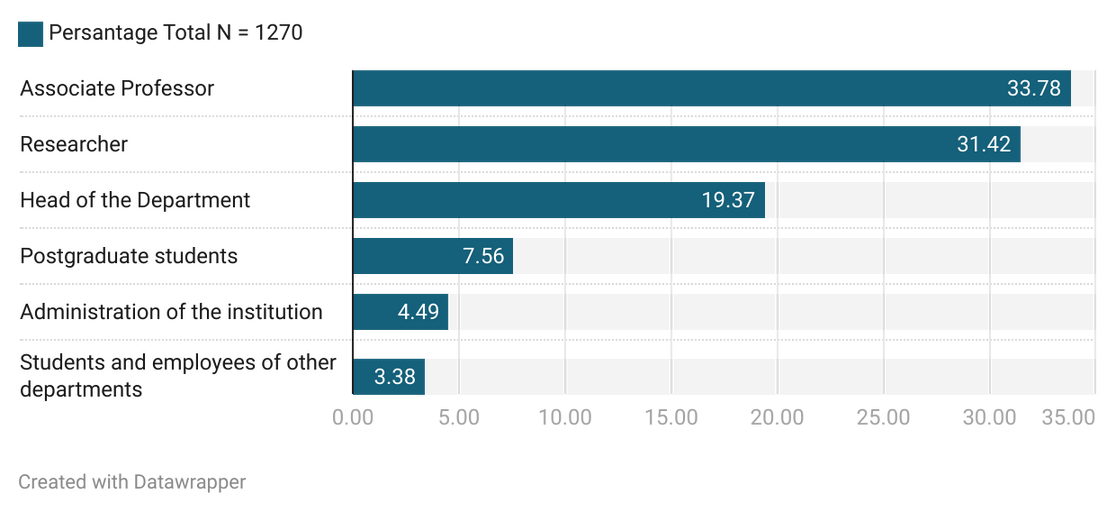 Persantage Total N = 1270
Associate Professor 33.78
Researcher 31.42
Head of the Department 19.37
Postgraduate students 7.56
Administration of the institution 4.49
Students and employees of other
departments 3.38
0.00 5.00 10.00 15.00 20.00 25.00 30.00 35.00
Created with Datawrapper